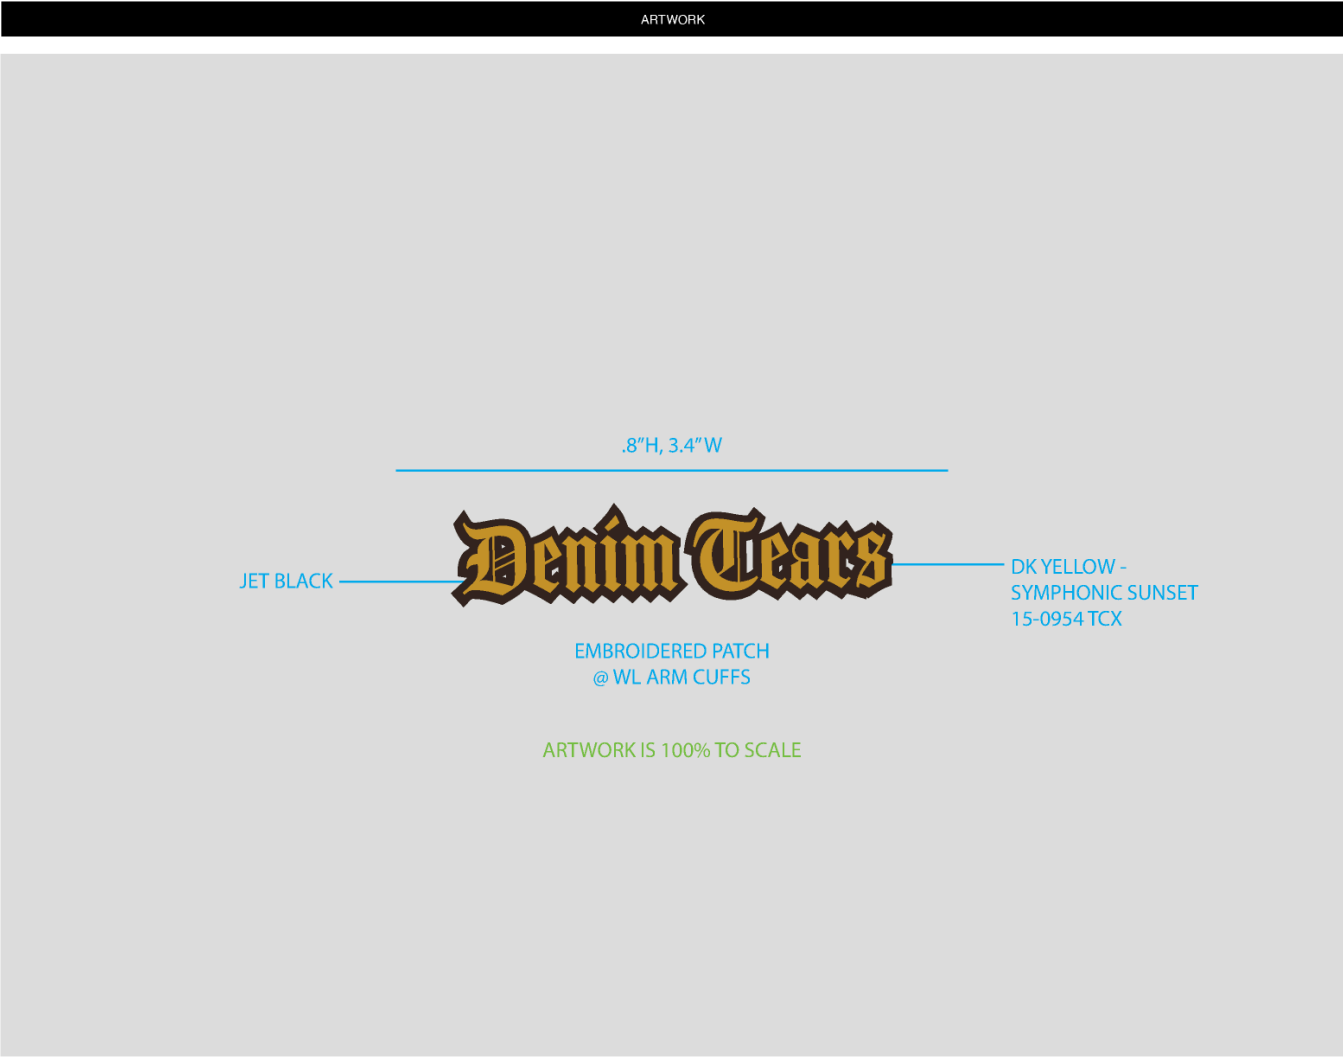 ARTWORK
.8”H, 3.4” W
Denim Tears
JET BLACK
DK YELLOW -
SYMPHONIC SUNSET
15-0954 TCX
EMBROIDERED PATCH
@ WL ARM CUFFS
ARTWORK IS 100% TO SCALE